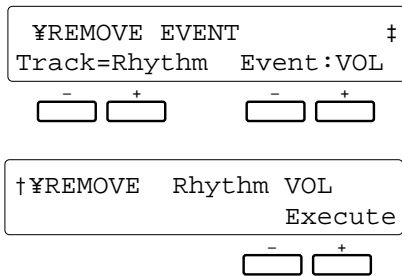 ¥REMOVE EVENT ‡
Track=Rhythm Event:VOL
- + - +
†¥REMOVE Rhythm VOL
Execute
- +